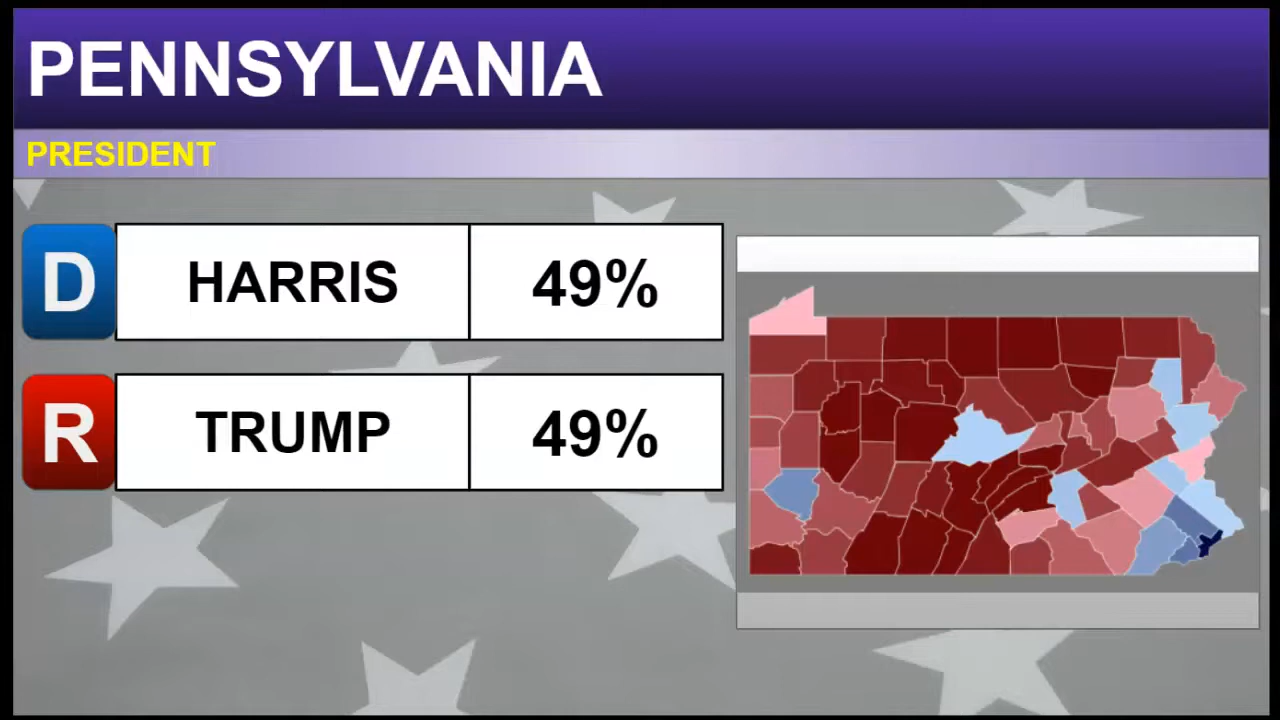 PENNSYLVANIA
PRESIDENT
D HARRIS 49%
R TRUMP 49%